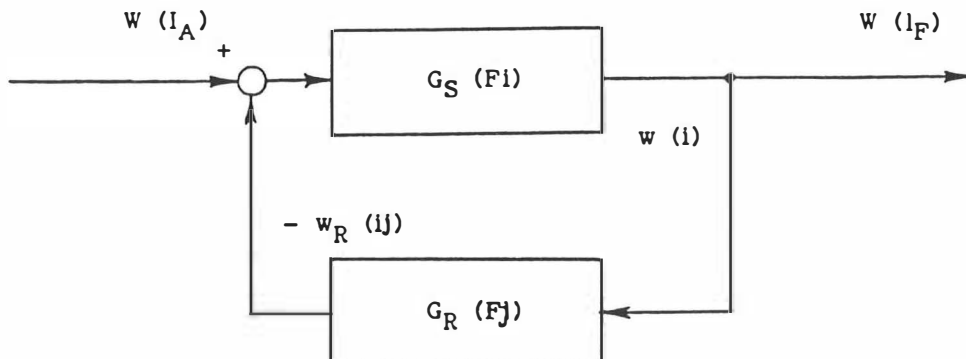 W (I_A)
W (l_F)
+
G_S (Fi)
w (i)
- w_R (ij)
G_R (Fj)